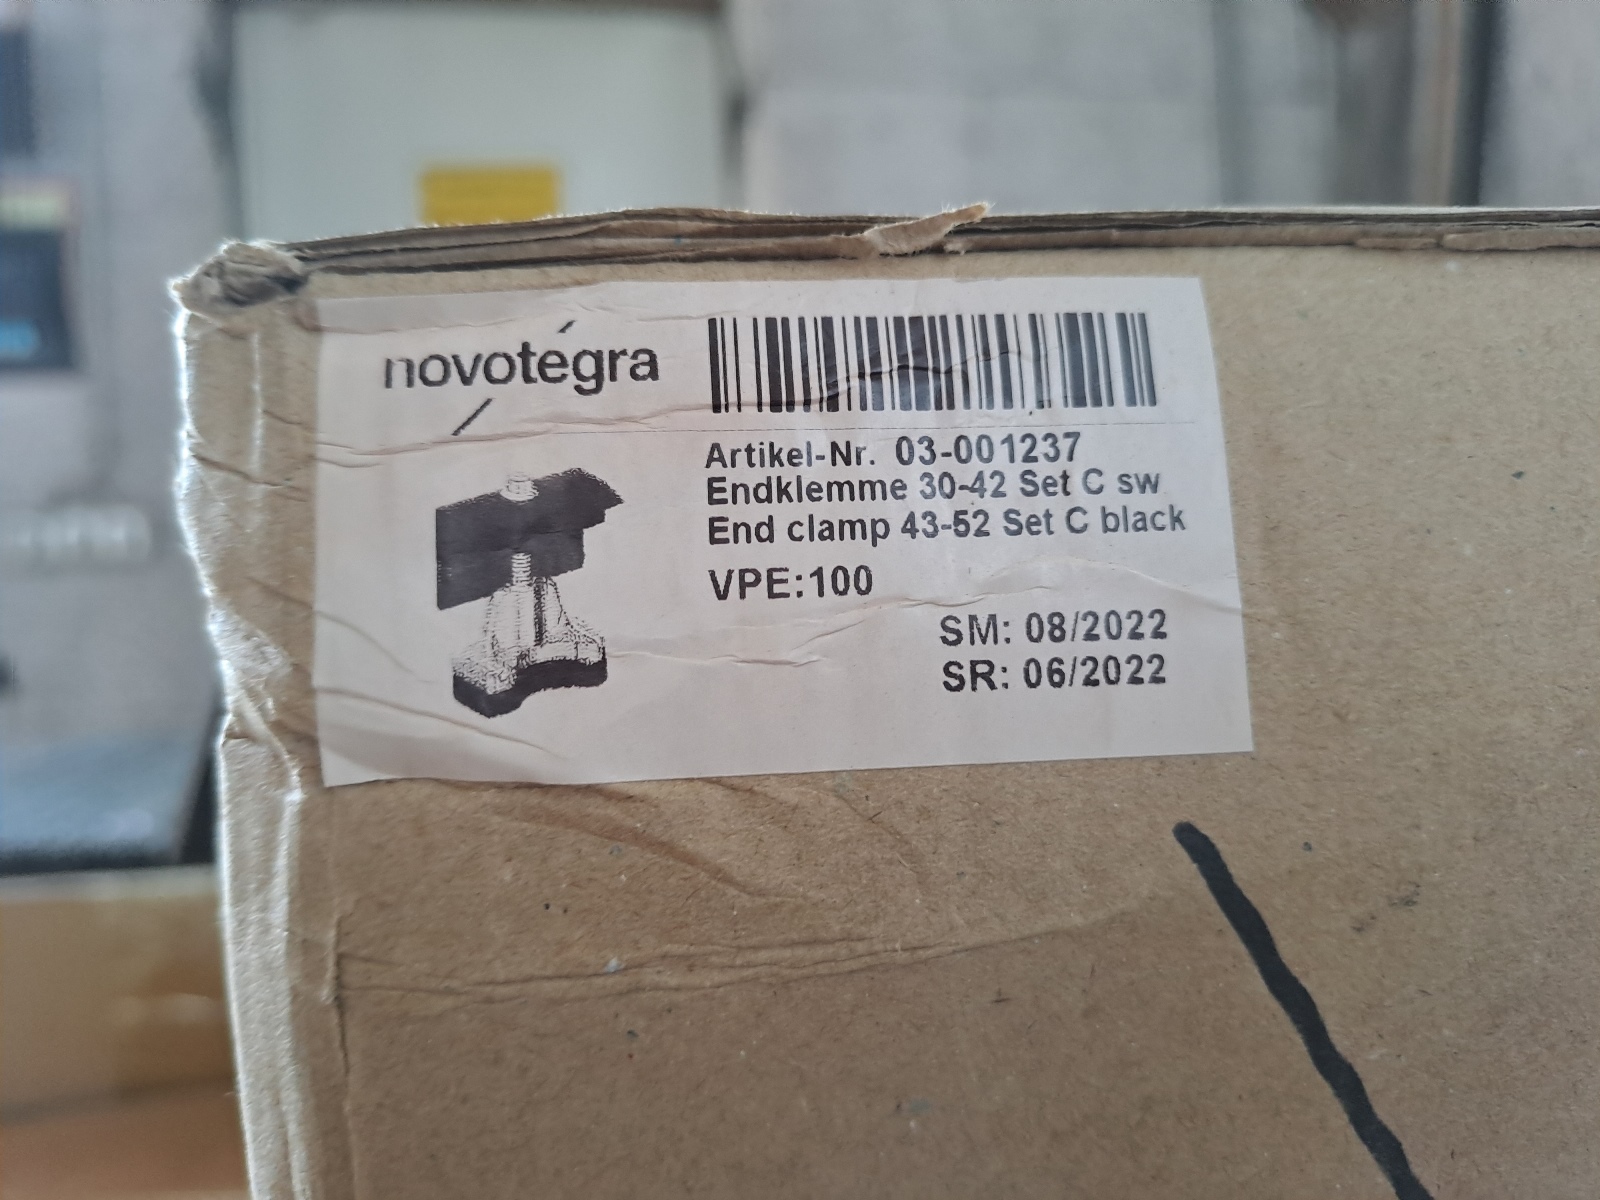 novotegra
Artikel-Nr. 03-001237
Endklemme 30-42 Set C sw
End clamp 43-52 Set C black
VPE:100
SM: 08/2022
SR: 06/2022